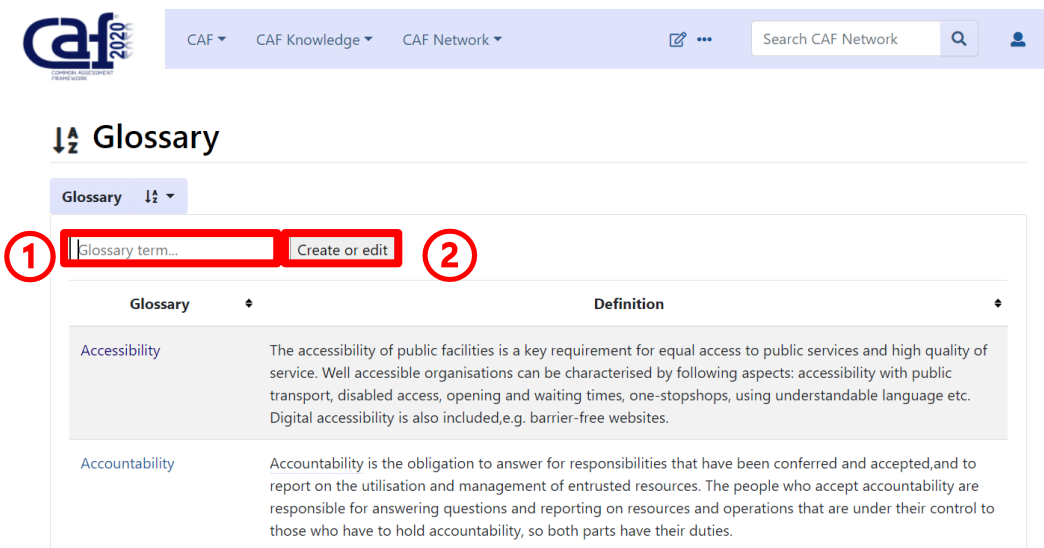 caf 2020
COMMON ASSESSMENT
FRAMEWORK
CAF CAF Knowledge CAF Network Search CAF Network
Glossary
Glossary
1 Glossary term... Create or edit 2
Glossary Definition
Accessibility The accessibility of public facilities is a key requirement for equal access to public services and high quality of
service. Well accessible organisations can be characterised by following aspects: accessibility with public
transport, disabled access, opening and waiting times, one-stopshops, using understandable language etc.
Digital accessibility is also included,e.g. barrier-free websites.
Accountability Accountability is the obligation to answer for responsibilities that have been conferred and accepted,and to
report on the utilisation and management of entrusted resources. The people who accept accountability are
responsible for answering questions and reporting on resources and operations that are under their control to
those who have to hold accountability, so both parts have their duties.